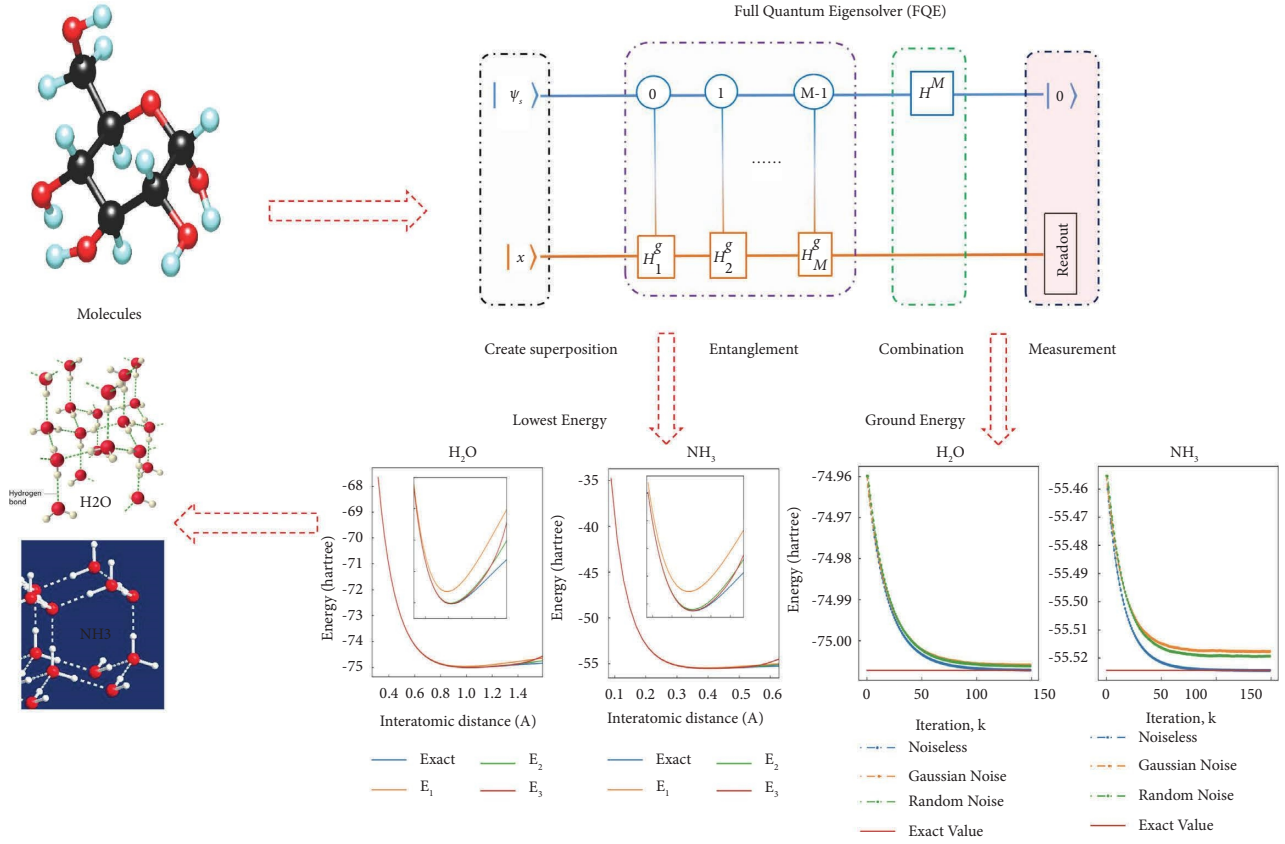 Full Quantum Eigensolver (FQE)
| ψs ⟩
0
1
M-1
H^M
| 0 ⟩
......
| x ⟩
H_1^g
H_2^g
H_M^g
Readout
Molecules
Create superposition
Entanglement
Combination
Measurement
Lowest Energy
Ground Energy
Hydrogen
bond
H2O
NH3
H₂O
Energy (hartree)
-68
-69
-70
-71
-72
-73
-74
-75
0.4
0.6
0.8
1.0
1.2
1.4
Interatomic distance (A)
Exact
E₂
E₁
E₃
NH₃
Energy (hartree)
-35
-40
-45
-50
-55
0.1
0.2
0.3
0.4
0.5
0.6
Interatomic distance (A)
Exact
E₂
E₁
E₃
H₂O
Energy (hartree)
-74.96
-74.97
-74.98
-74.99
-75.00
0
50
100
150
Iteration, k
Noiseless
Gaussian Noise
Random Noise
Exact Value
NH₃
Energy (hartree)
-55.46
-55.46
-55.48
-55.49
-55.50
-55.51
-55.52
0
50
100
150
Iteration, k
Noiseless
Gaussian Noise
Random Noise
Exact Value